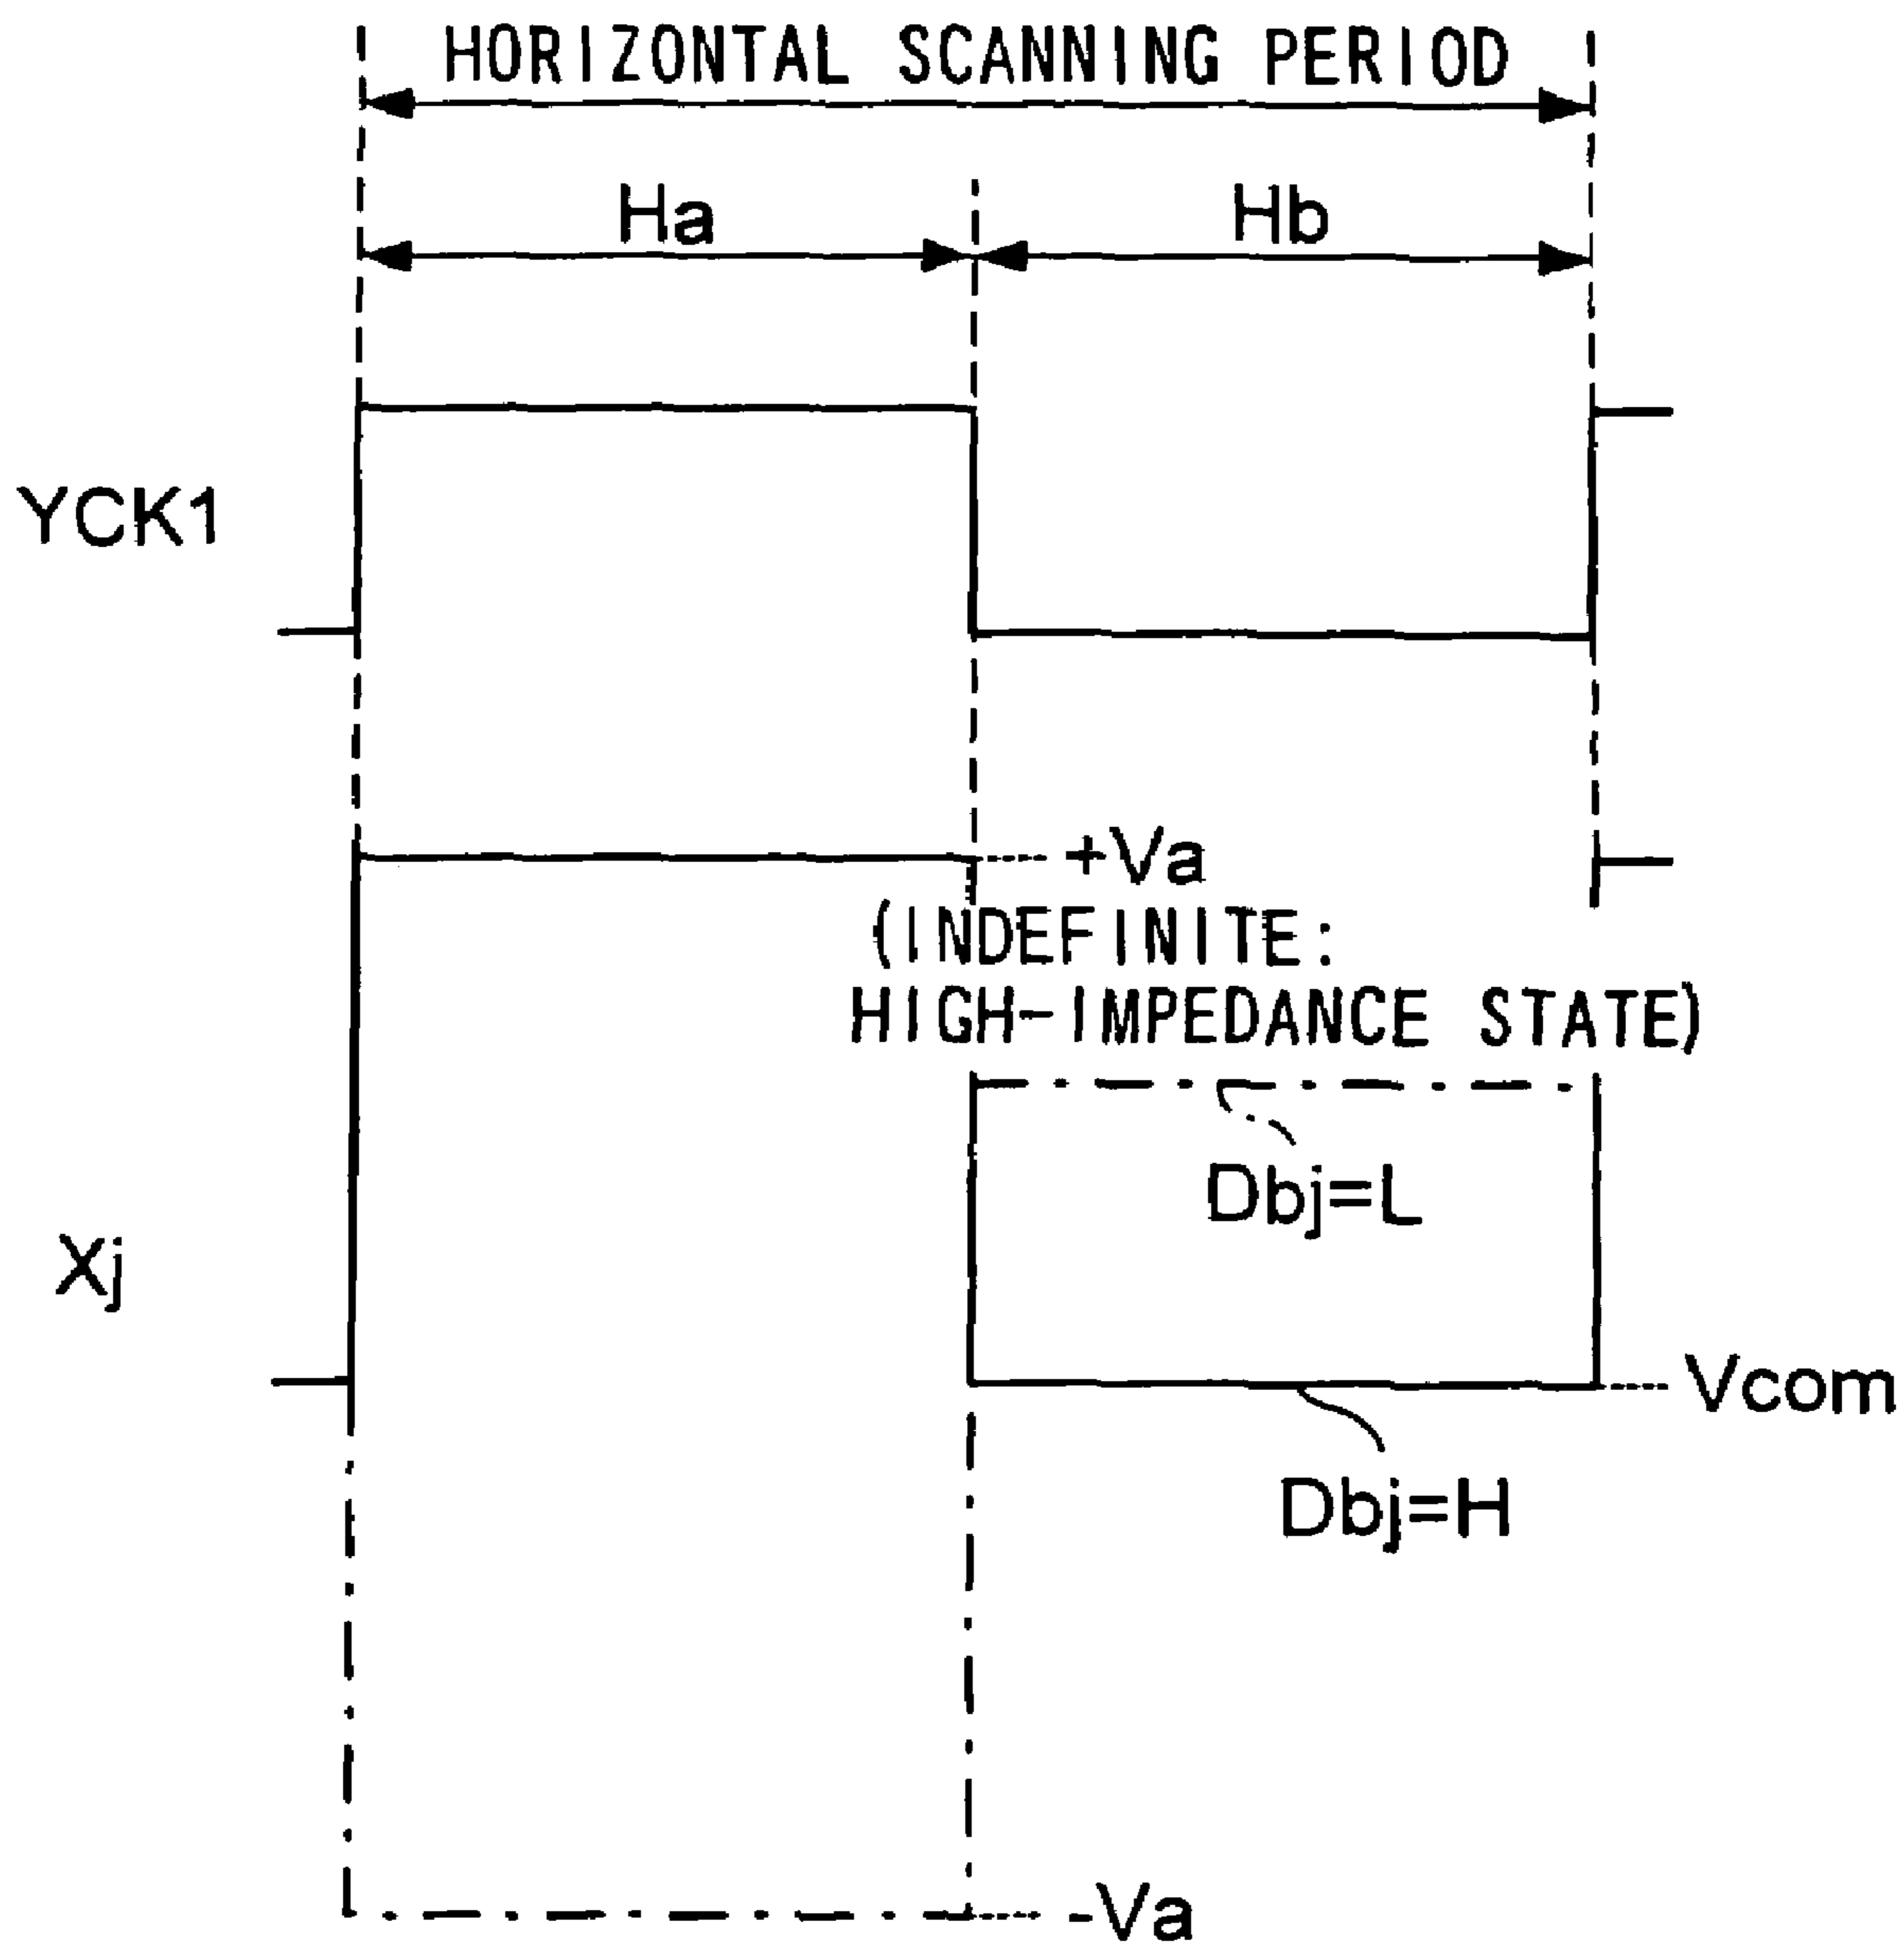 HORIZONTAL SCANNING PERIOD
Ha
Hb
YCK1
+Va
(INDEFINITE:
HIGH-IMPEDANCE STATE)
Dbj=L
Xj
Vcom
Dbj=H
-Va